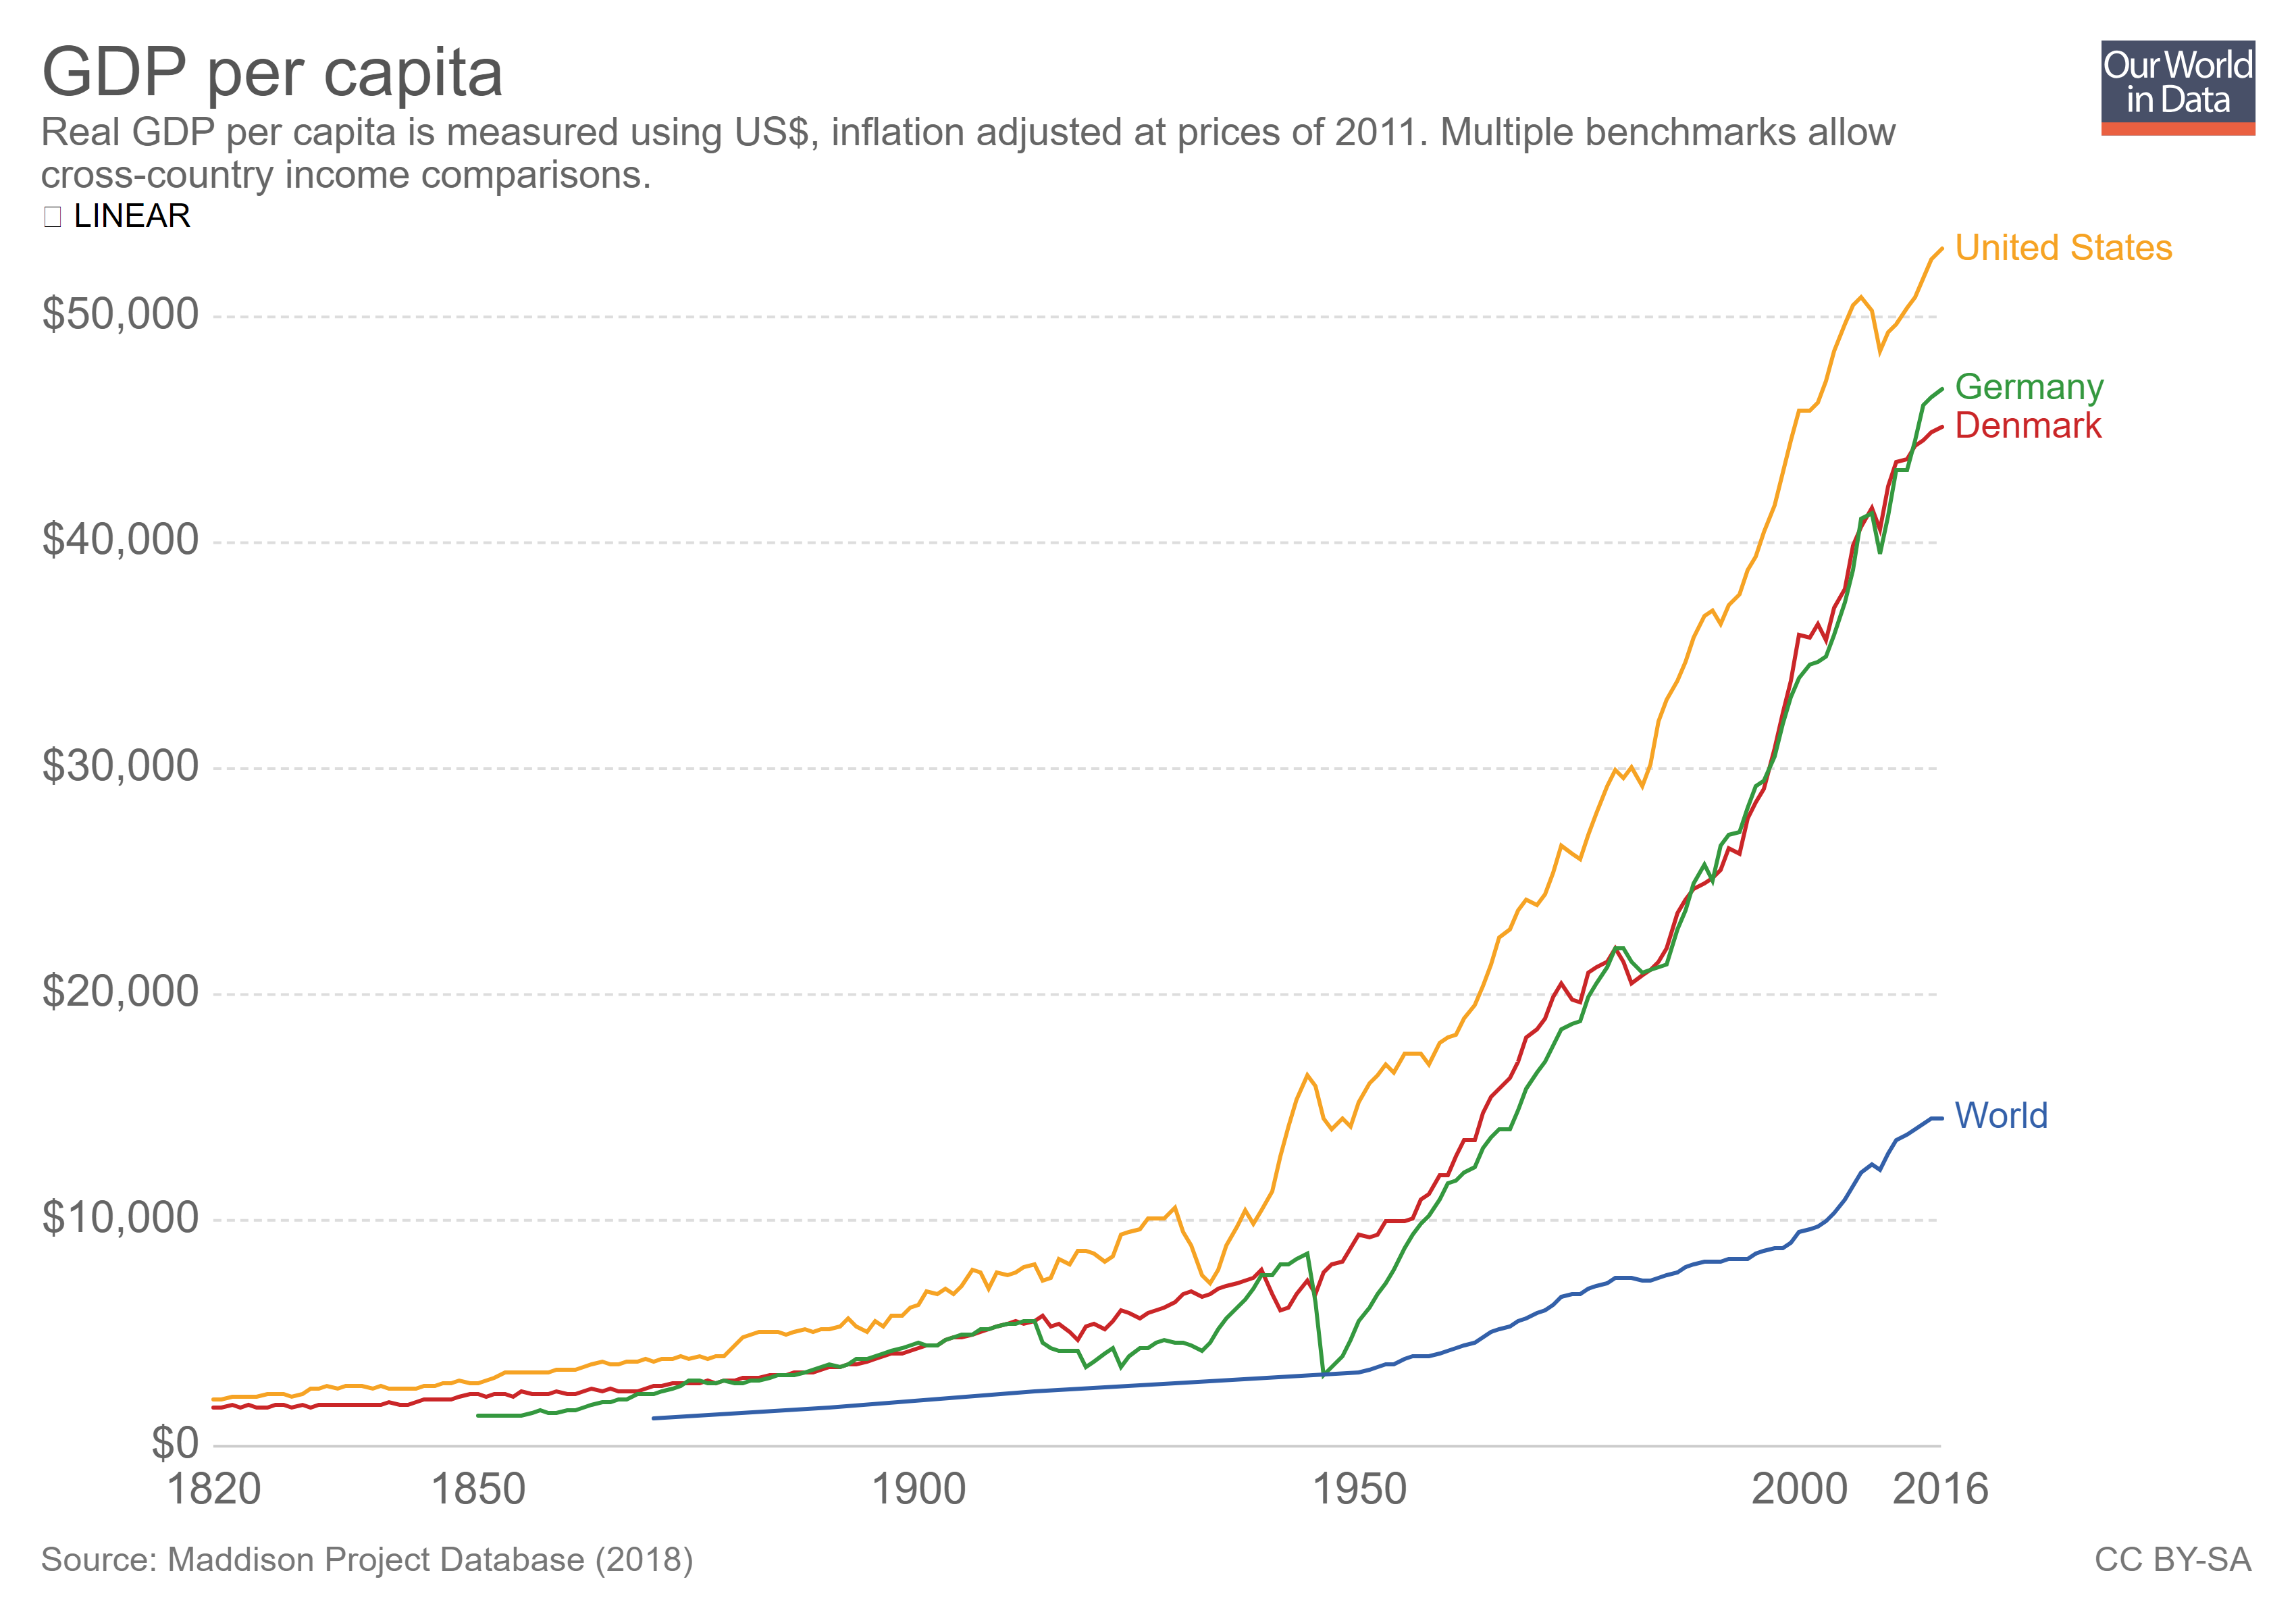 GDP per capita
Our World
in Data
Real GDP per capita is measured using US$, inflation adjusted at prices of 2011. Multiple benchmarks allow
cross-country income comparisons.
LINEAR
United States
$50,000
Germany
Denmark
$40,000
$30,000
$20,000
World
$10,000
$0
1820 1850 1900 1950 2000 2016
Source: Maddison Project Database (2018) CC BY-SA